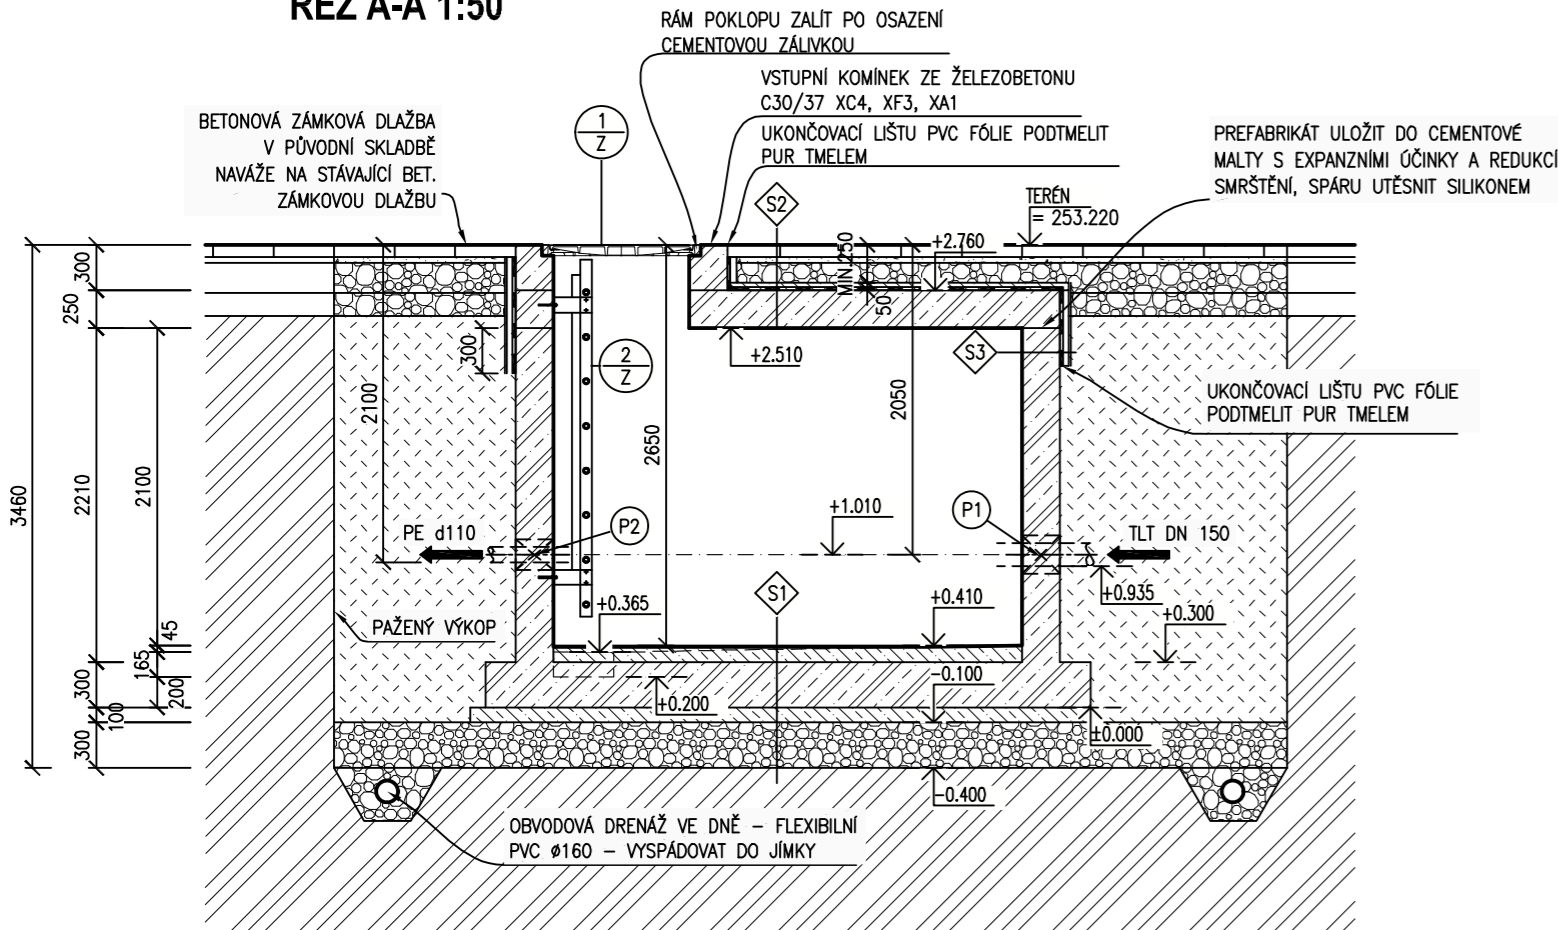 ŘEZ A-A 1:50
RÁM POKLOPU ZALÍT PO OSAZENÍ
CEMENTOVOU ZÁLIVKOU
VSTUPNÍ KOMÍNEK ZE ŽELEZOBETONU
C30/37 XC4, XF3, XA1
UKONČOVACÍ LIŠTU PVC FÓLIE PODTMELIT
PUR TMELEM
BETONOVÁ ZÁMKOVÁ DLAŽBA
V PŮVODNÍ SKLADBĚ
NAVÁŽE NA STÁVAJÍCÍ BET.
ZÁMKOVOU DLAŽBU
1
Z
PREFABRIKÁT ULOŽIT DO CEMENTOVÉ
MALTY S EXPANZNÍMI ÚČINKY A REDUKCÍ
SMRŠTĚNÍ, SPÁRU UTĚSNIT SILIKONEM
S2
TERÉN
= 253.220
+2.760
MIN.250
50
300
250
300
+2.510
S3
2
Z
UKONČOVACÍ LIŠTU PVC FÓLIE
PODTMELIT PUR TMELEM
2100
2050
2650
3460
2210
2100
+1.010
P1
P2
PE d110
TLT DN 150
+0.935
+0.300
S1
+0.365
+0.410
PAŽENÝ VÝKOP
45
165
200
300
100
300
-0.100
+0.200
±0.000
-0.400
OBVODOVÁ DRENÁŽ VE DNĚ – FLEXIBILNÍ
PVC ø160 – VYSPÁDOVAT DO JÍMKY